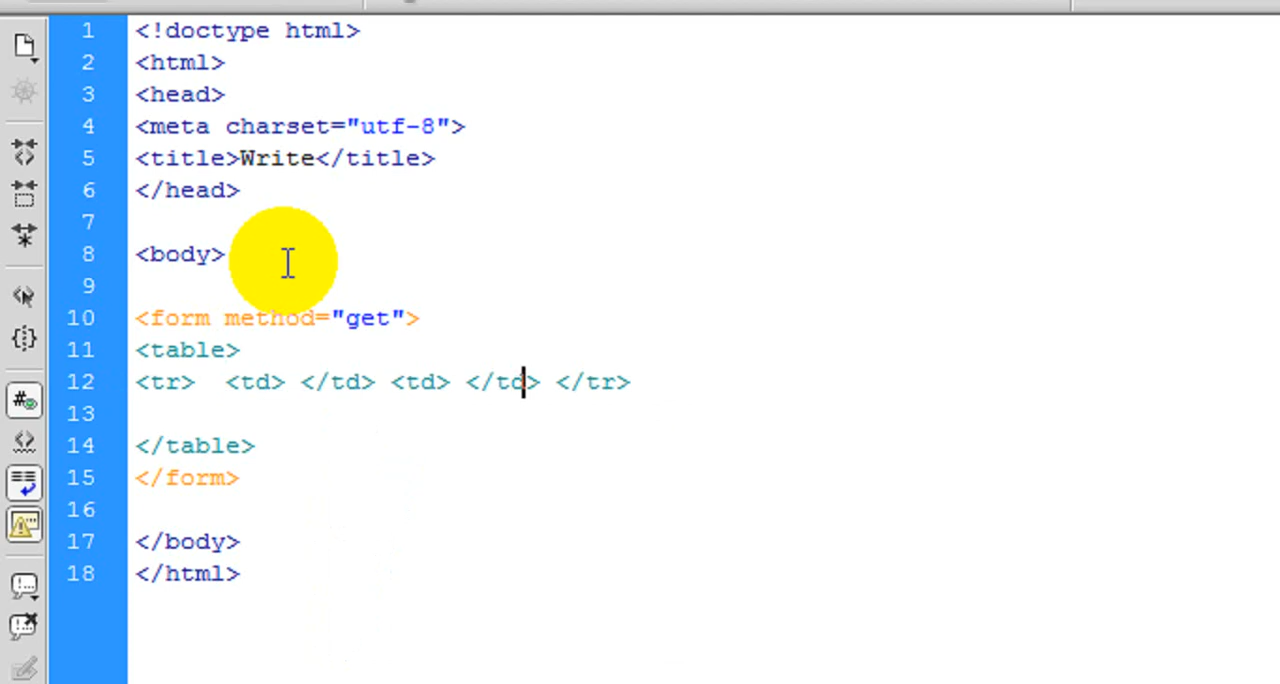 1 <!doctype html>
2 <html>
3 <head>
4 <meta charset="utf-8">
5 <title>Write</title>
6 </head>
7
8 <body>
9
10 <form method="get">
11 <table>
12 <tr>  <td> </td> <td> </td> </tr>
13
14 </table>
15 </form>
16
17 </body>
18 </html>